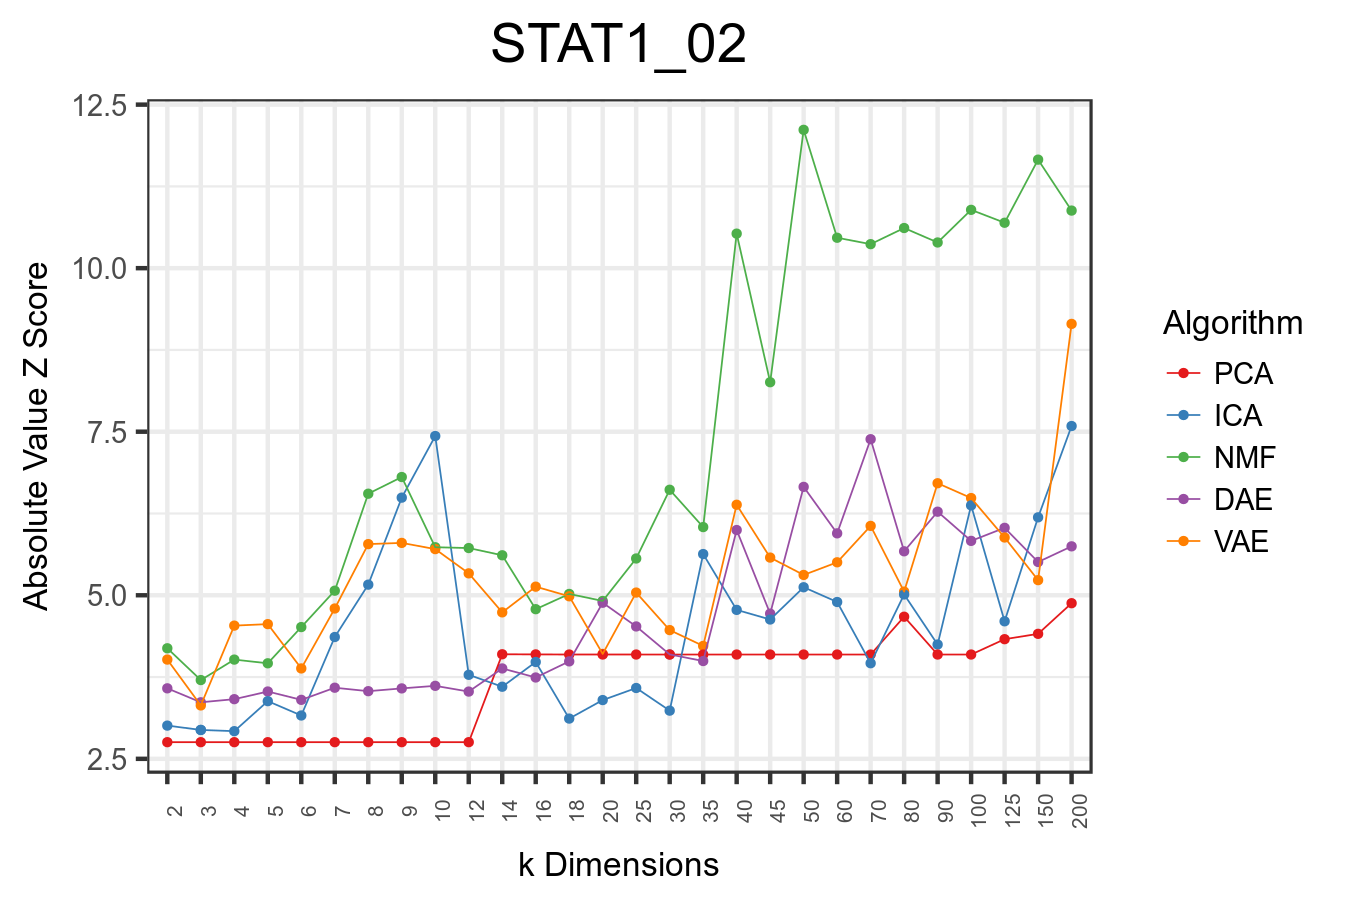 STAT1_02
12.5
10.0
7.5
5.0
2.5
Absolute Value Z Score
2 3 4 5 6 7 8 9 10 12 14 16 18 20 25 30 35 40 45 50 60 70 80 90 100 125 150 200
k Dimensions
Algorithm
PCA
ICA
NMF
DAE
VAE